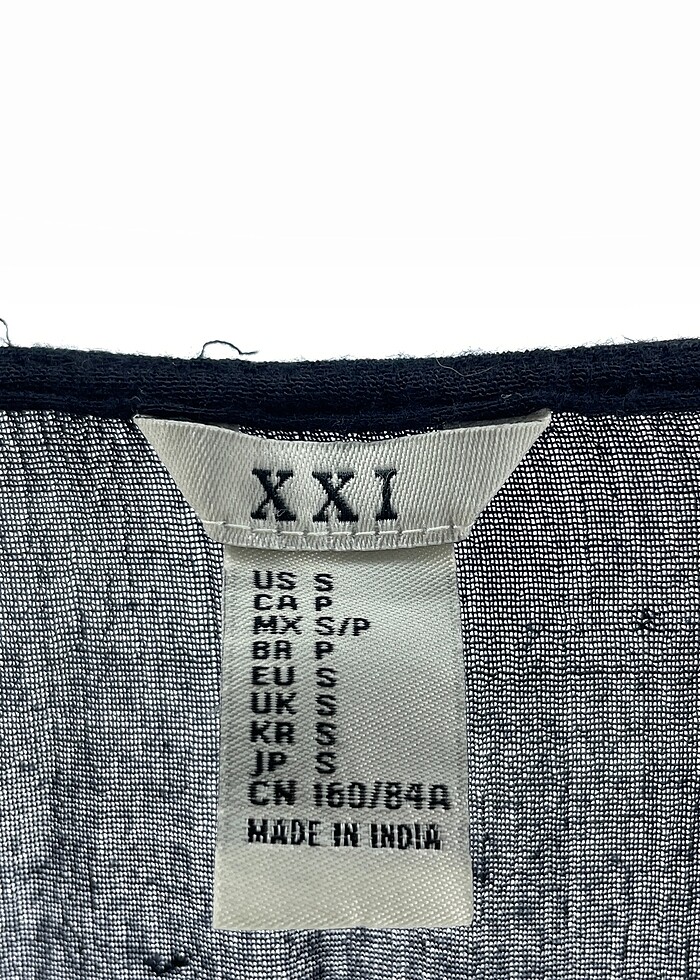 XXI
US S
CA P
MX S/P
BR P
EU S
UK S
KR S
JP S
CN 160/84A
MADE IN INDIA